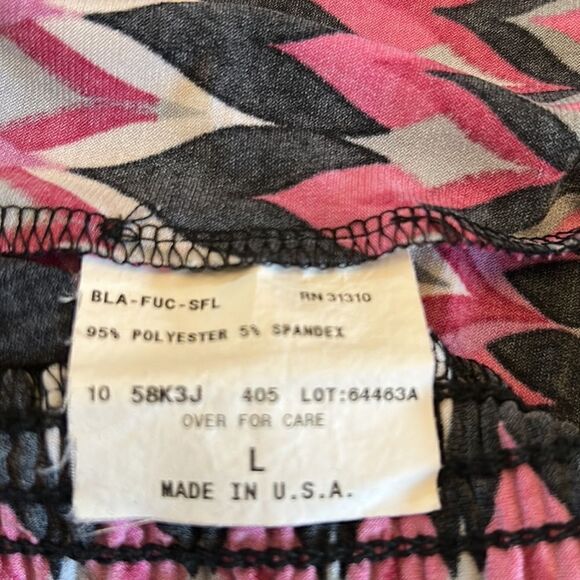 BLA-FUC-SFL RN 31310
95% POLYESTER 5% SPANDEX
10 58K3J 405 LOT:64463A
OVER FOR CARE
L
MADE IN U.S.A.